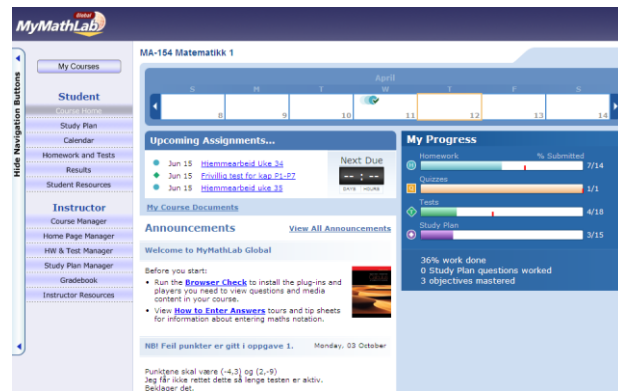 Global
MyMathLab
Hide Navigation Buttons
My Courses
Student
Course Home
Study Plan
Calendar
Homework and Tests
Results
Student Resources
Instructor
Course Manager
Home Page Manager
HW & Test Manager
Study Plan Manager
Gradebook
Instructor Resources
MA-154 Matematikk 1
April
S M T W T F S
8 9 10 11 12 13 14
Upcoming Assignments...
Jun 15 Hjemmearbeid Uke 34
Jun 15 Frivillig test for kap P1-P7
Jun 15 Hjemmearbeid uke 35
Next Due
-- : --
DAYS HOURS
My Course Documents
Announcements View All Announcements
Welcome to MyMathLab Global
Before you start:
• Run the Browser Check to install the plug-ins and
players you need to view questions and media
content in your course.
• View How to Enter Answers tours and tip sheets
for information about entering maths notation.
NB! Feil punkter er gitt i oppgave 1. Monday, 03 October
Punktene skal være (-4,3) og (2,-9)
Jeg får ikke rettet dette så lenge testen er aktiv.
Beklager det.
My Progress
Homework % Submitted
H 7/14
Quizzes
Q 1/1
Tests
4/18
Study Plan
3/15
36% work done
0 Study Plan questions worked
3 objectives mastered